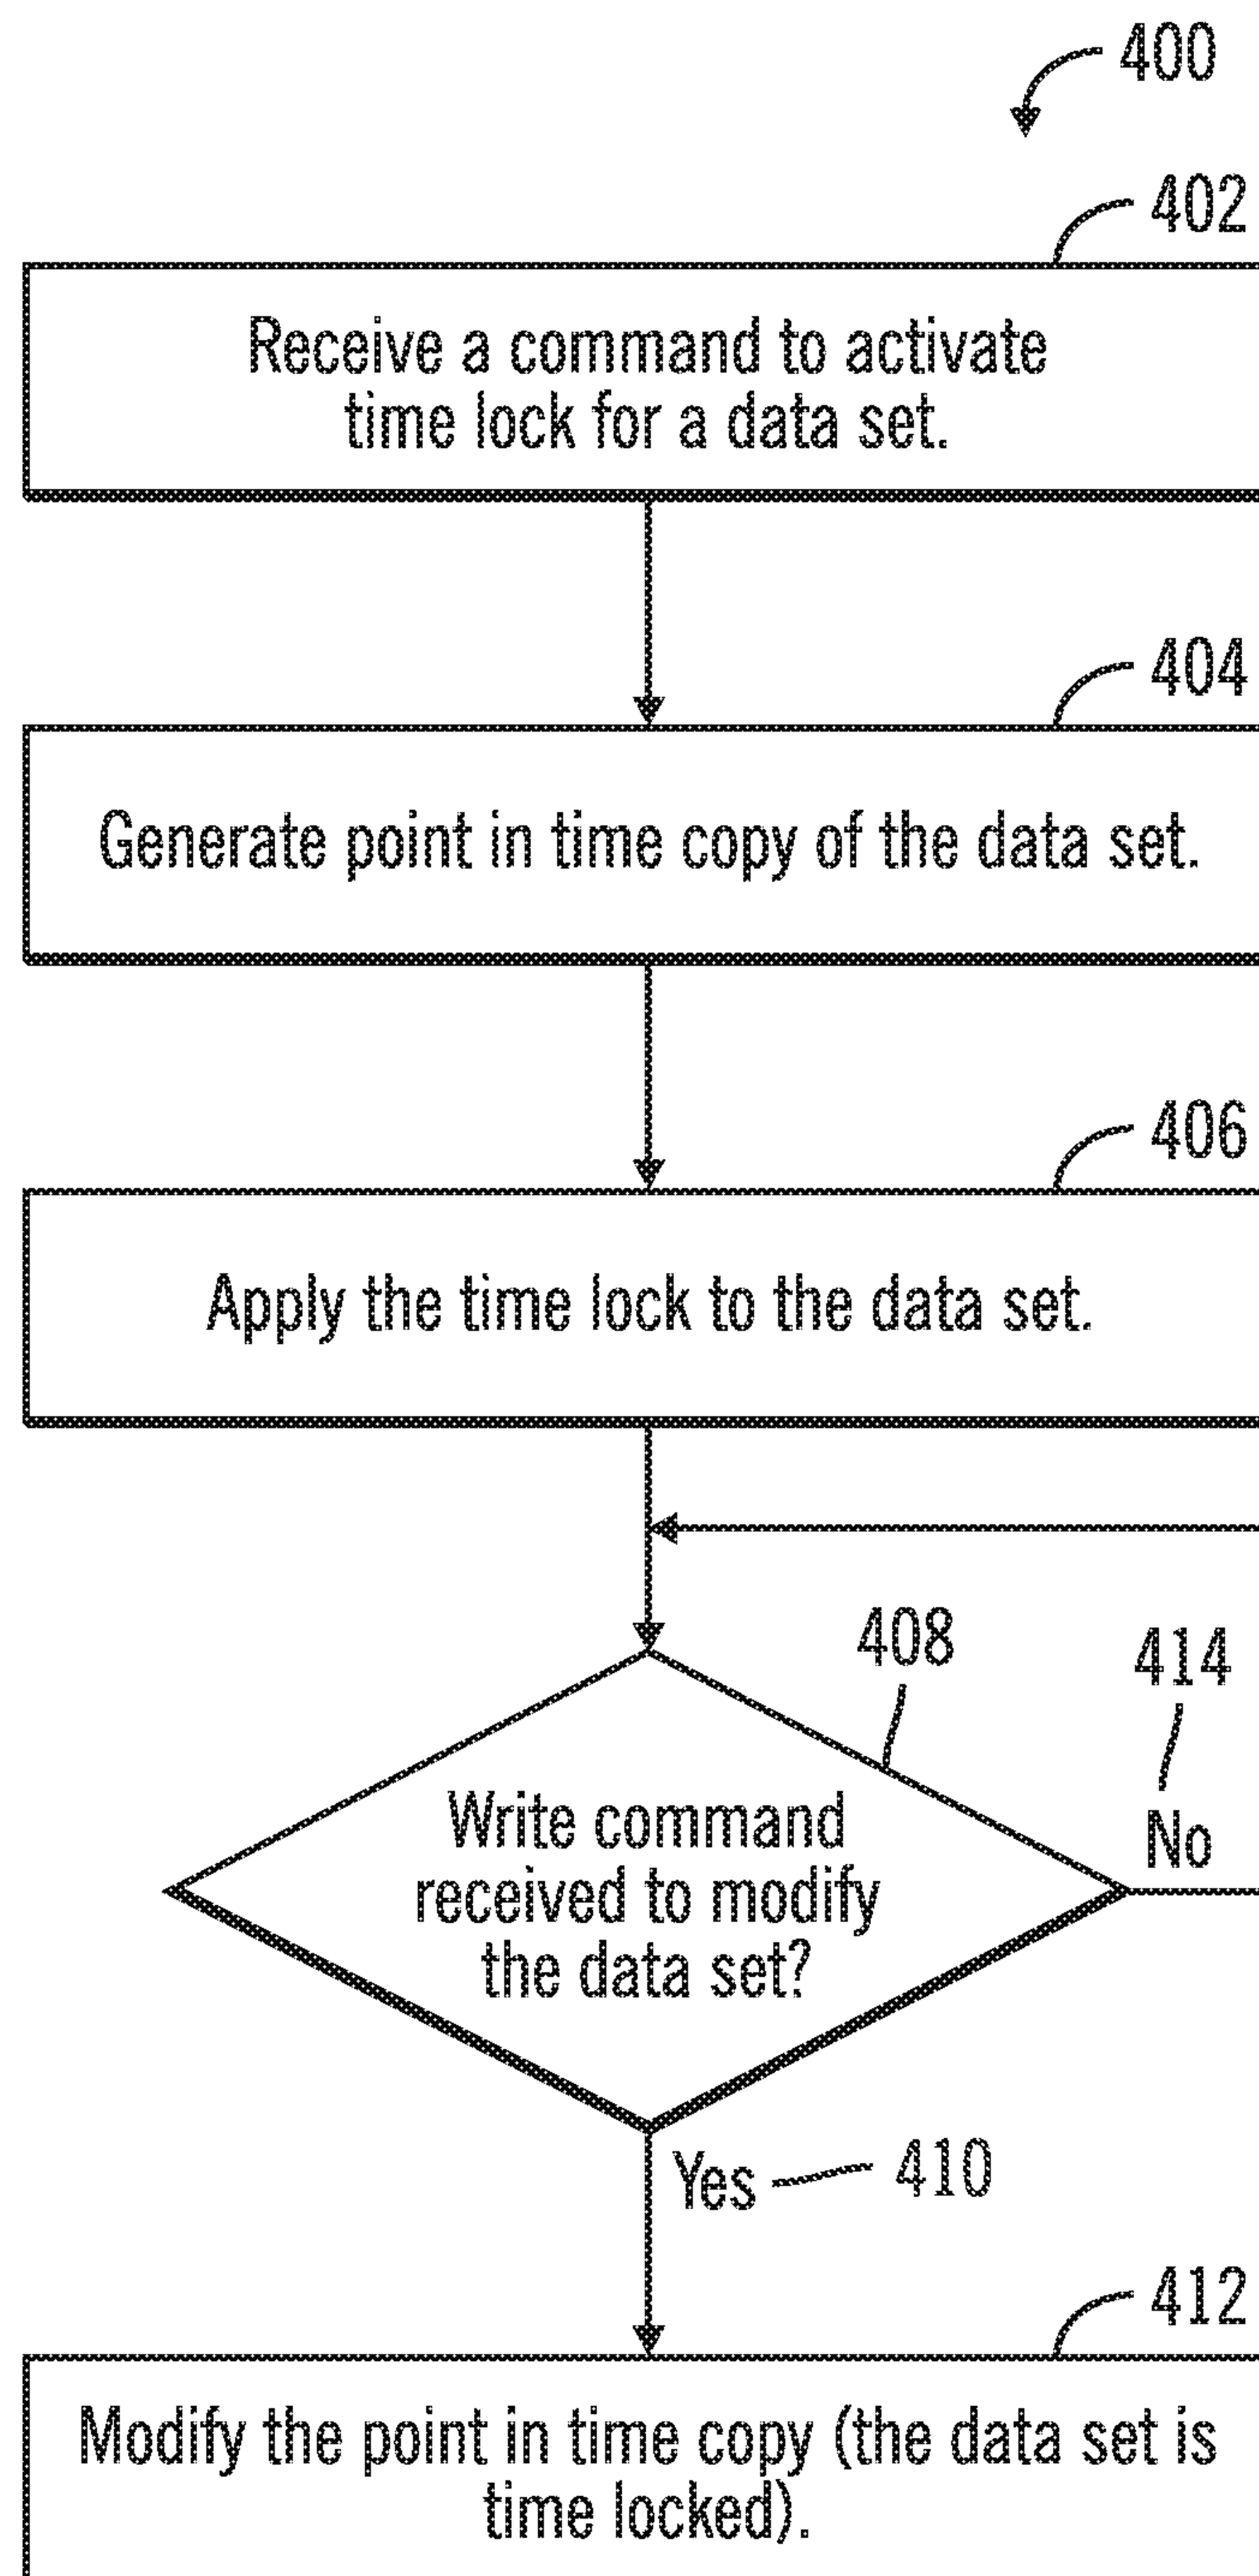 400
402
Receive a command to activate
time lock for a data set.
404
Generate point in time copy of the data set.
406
Apply the time lock to the data set.
408
414
Write command
received to modify
the data set?
No
Yes
410
412
Modify the point in time copy (the data set is
time locked).